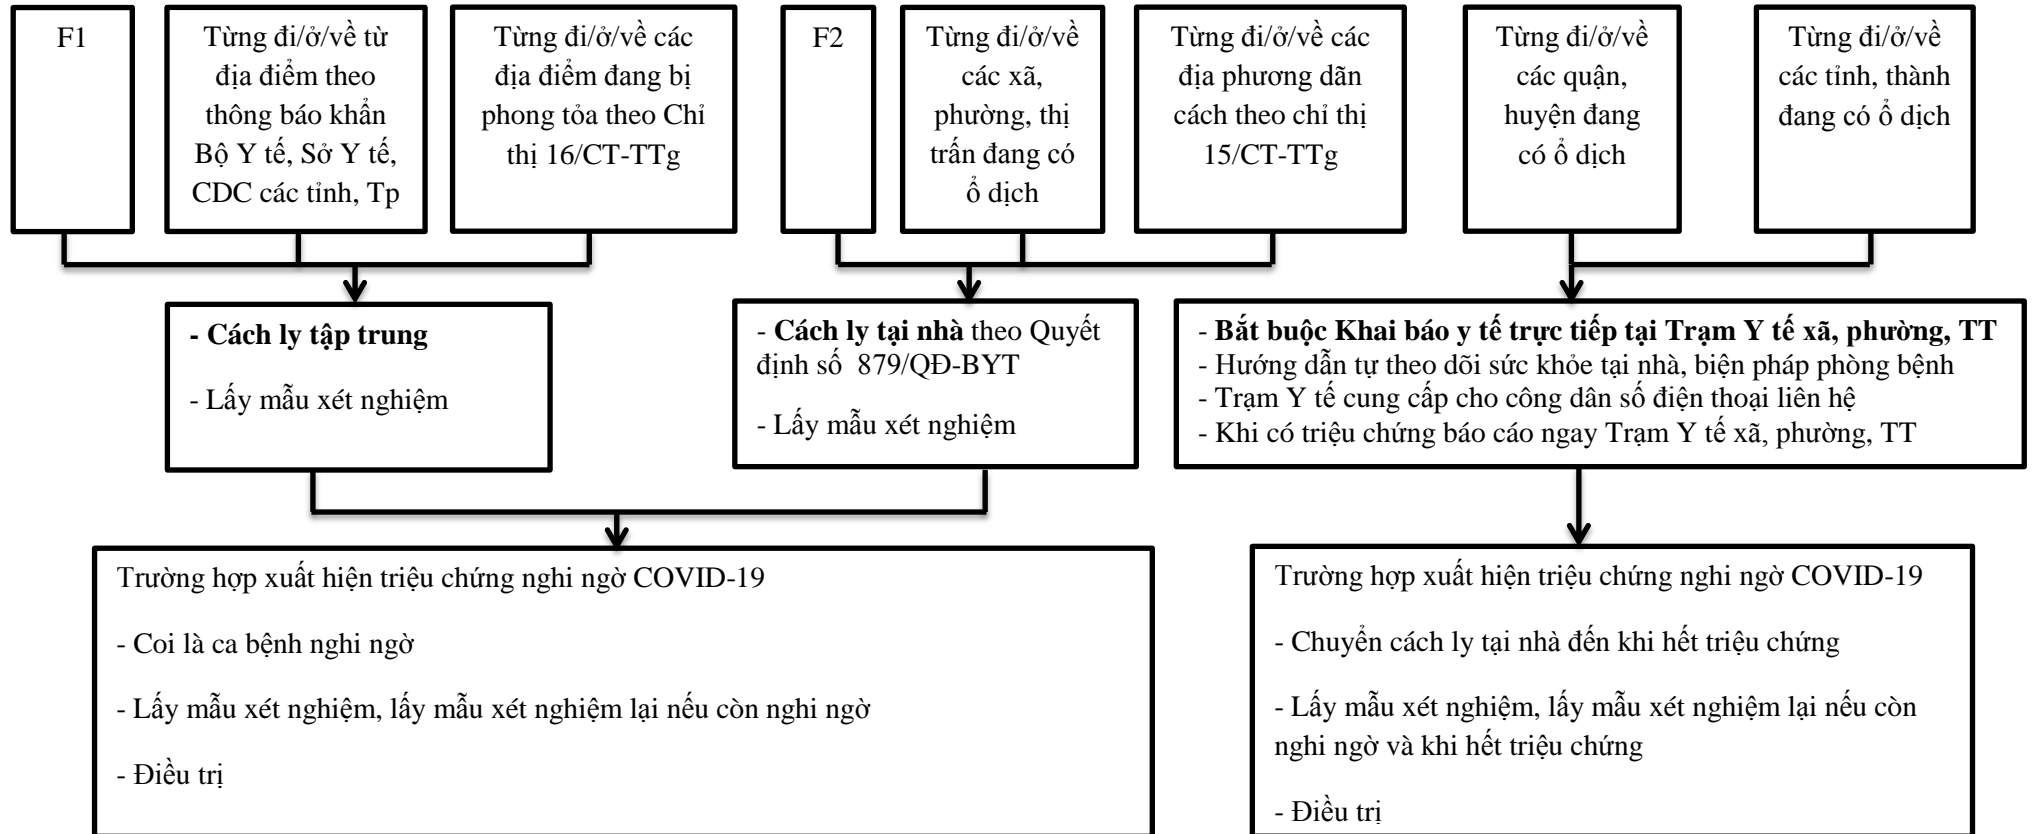 F1
Từng đi/ở/về từ
địa điểm theo
thông báo khẩn
Bộ Y tế, Sở Y tế,
CDC các tỉnh, Tp
Từng đi/ở/về các
địa điểm đang bị
phong tỏa theo Chỉ
thị 16/CT-TTg
F2
Từng đi/ở/về
các xã,
phường, thị
trấn đang có
ổ dịch
Từng đi/ở/về các
địa phương dãn
cách theo chỉ thị
15/CT-TTg
Từng đi/ở/về
các quận,
huyện đang
có ổ dịch
Từng đi/ở/về
các tỉnh, thành
đang có ổ dịch
- Cách ly tập trung
- Lấy mẫu xét nghiệm
- Cách ly tại nhà theo Quyết
định số 879/QĐ-BYT
- Lấy mẫu xét nghiệm
- Bắt buộc Khai báo y tế trực tiếp tại Trạm Y tế xã, phường, TT
- Hướng dẫn tự theo dõi sức khỏe tại nhà, biện pháp phòng bệnh
- Trạm Y tế cung cấp cho công dân số điện thoại liên hệ
- Khi có triệu chứng báo cáo ngay Trạm Y tế xã, phường, TT
Trường hợp xuất hiện triệu chứng nghi ngờ COVID-19
- Coi là ca bệnh nghi ngờ
- Lấy mẫu xét nghiệm, lấy mẫu xét nghiệm lại nếu còn nghi ngờ
- Điều trị
Trường hợp xuất hiện triệu chứng nghi ngờ COVID-19
- Chuyển cách ly tại nhà đến khi hết triệu chứng
- Lấy mẫu xét nghiệm, lấy mẫu xét nghiệm lại nếu còn
nghi ngờ và khi hết triệu chứng
- Điều trị